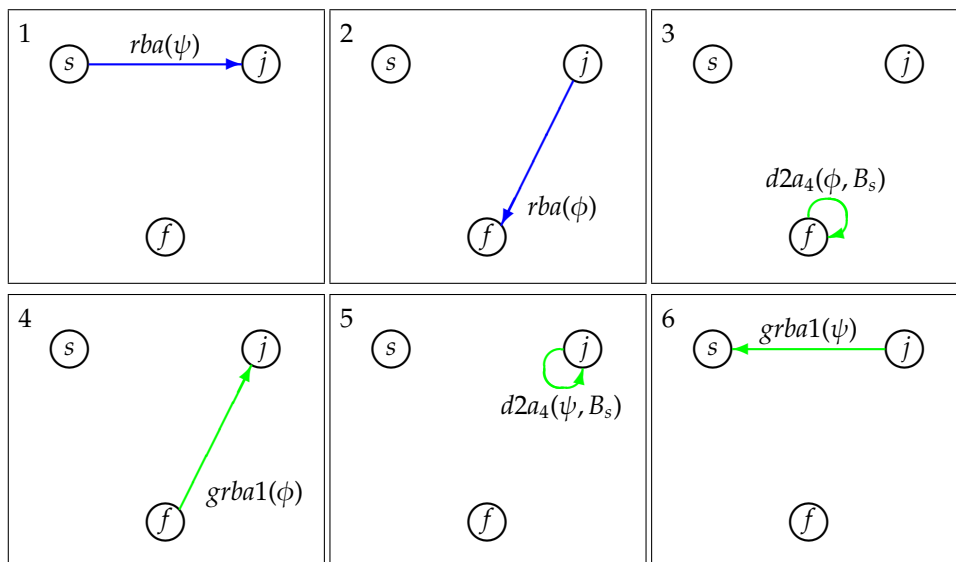 1
rba(ψ)
s
j
f
2
s
j
rba(ϕ)
f
3
s
j
d2a₄(ϕ, Bₛ)
f
4
s
j
grba1(ϕ)
f
5
s
j
d2a₄(ψ, Bₛ)
f
6
grba1(ψ)
s
j
f